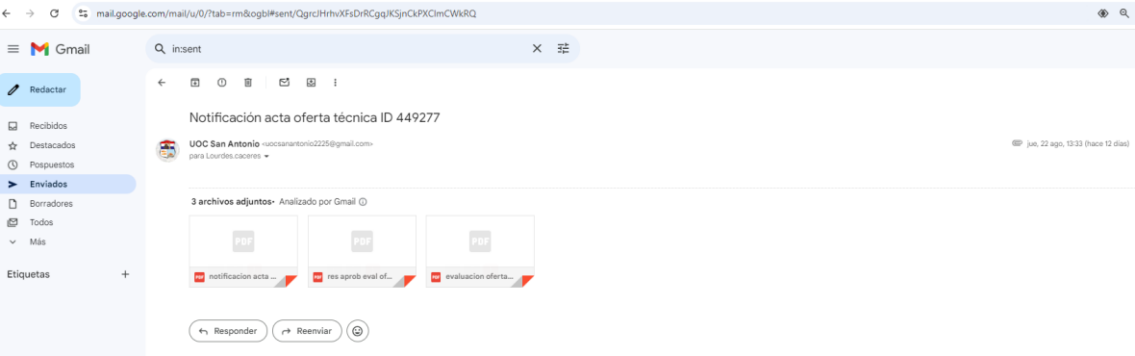 mail.google.com/mail/u/0/?tab=rm&ogbl#sent/QgrcJHrhvXFsDrRCgqJKSjnCkPXClmCWkRQ
Gmail
in:sent
Redactar
Recibidos
Destacados
Pospuestos
Enviados
Borradores
Todos
Más
Etiquetas
Notificación acta oferta técnica ID 449277
UOC San Antonio <uocsanantonio2225@gmail.com>
para Lourdes.caceres
jue, 22 ago, 13:33 (hace 12 días)
3 archivos adjuntos• Analizado por Gmail
PDF
PDF
PDF
PDF notificacion acta ...
PDF res aprob eval of...
PDF evaluacion oferta...
Responder
Reenviar